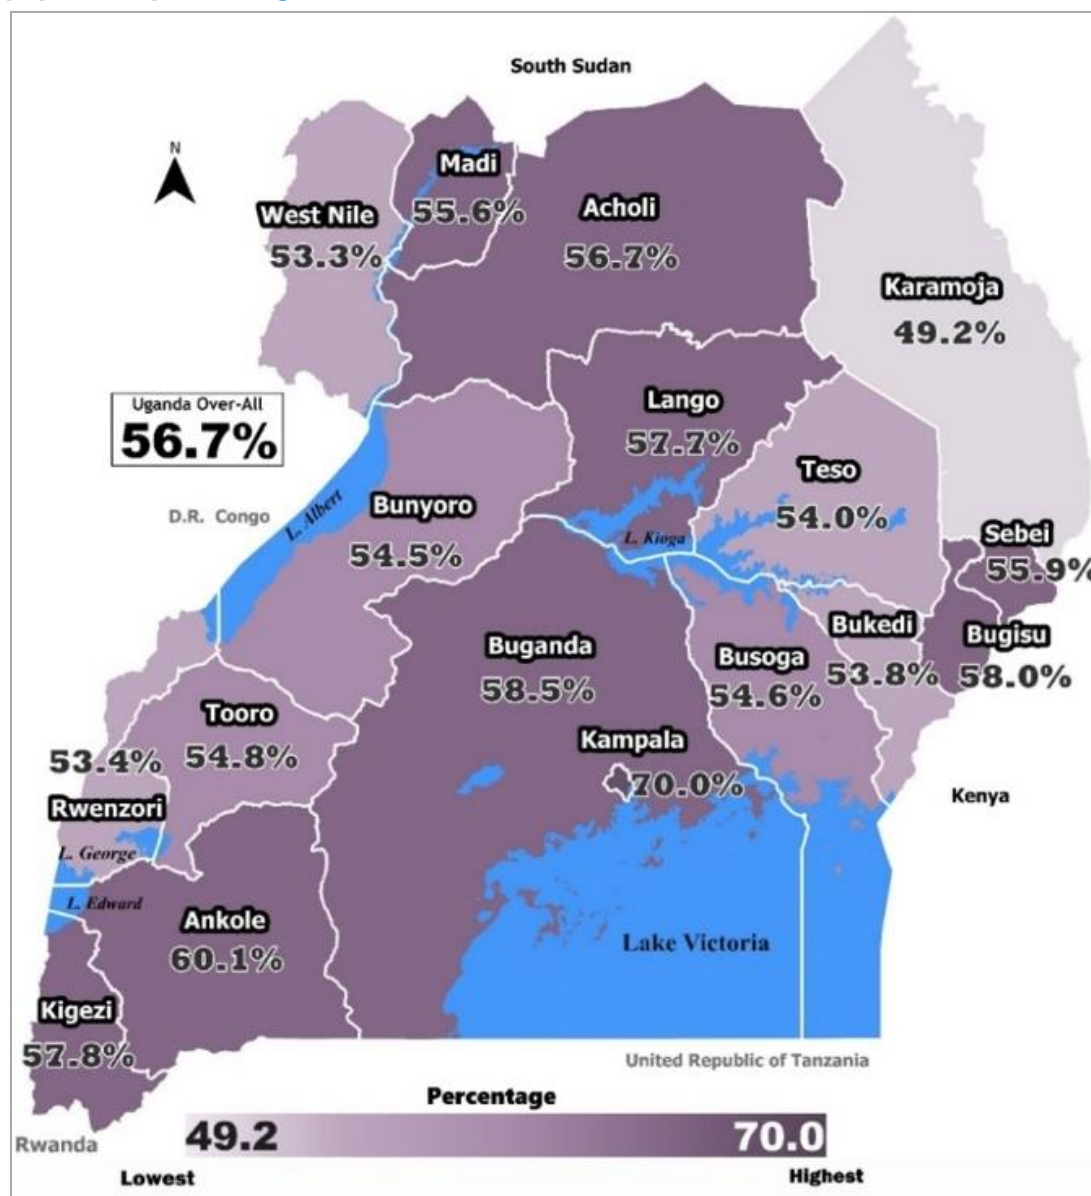 South Sudan
N
Madi
55.6%
West Nile
53.3%
Acholi
56.7%
Karamoja
49.2%
Uganda Over-All
56.7%
Lango
57.7%
Teso
54.0%
D.R. Congo
L. Albert
Bunyoro
54.5%
L. Kioga
Sebei
55.9%
Buganda
58.5%
Busoga
54.6%
Bukedi
53.8%
Bugisu
58.0%
Tooro
54.8%
53.4%
Rwenzori
Kampala
70.0%
Kenya
L. George
L. Edward
Ankole
60.1%
Lake Victoria
Kigezi
57.8%
United Republic of Tanzania
Percentage
49.2
70.0
Rwanda
Lowest
Highest